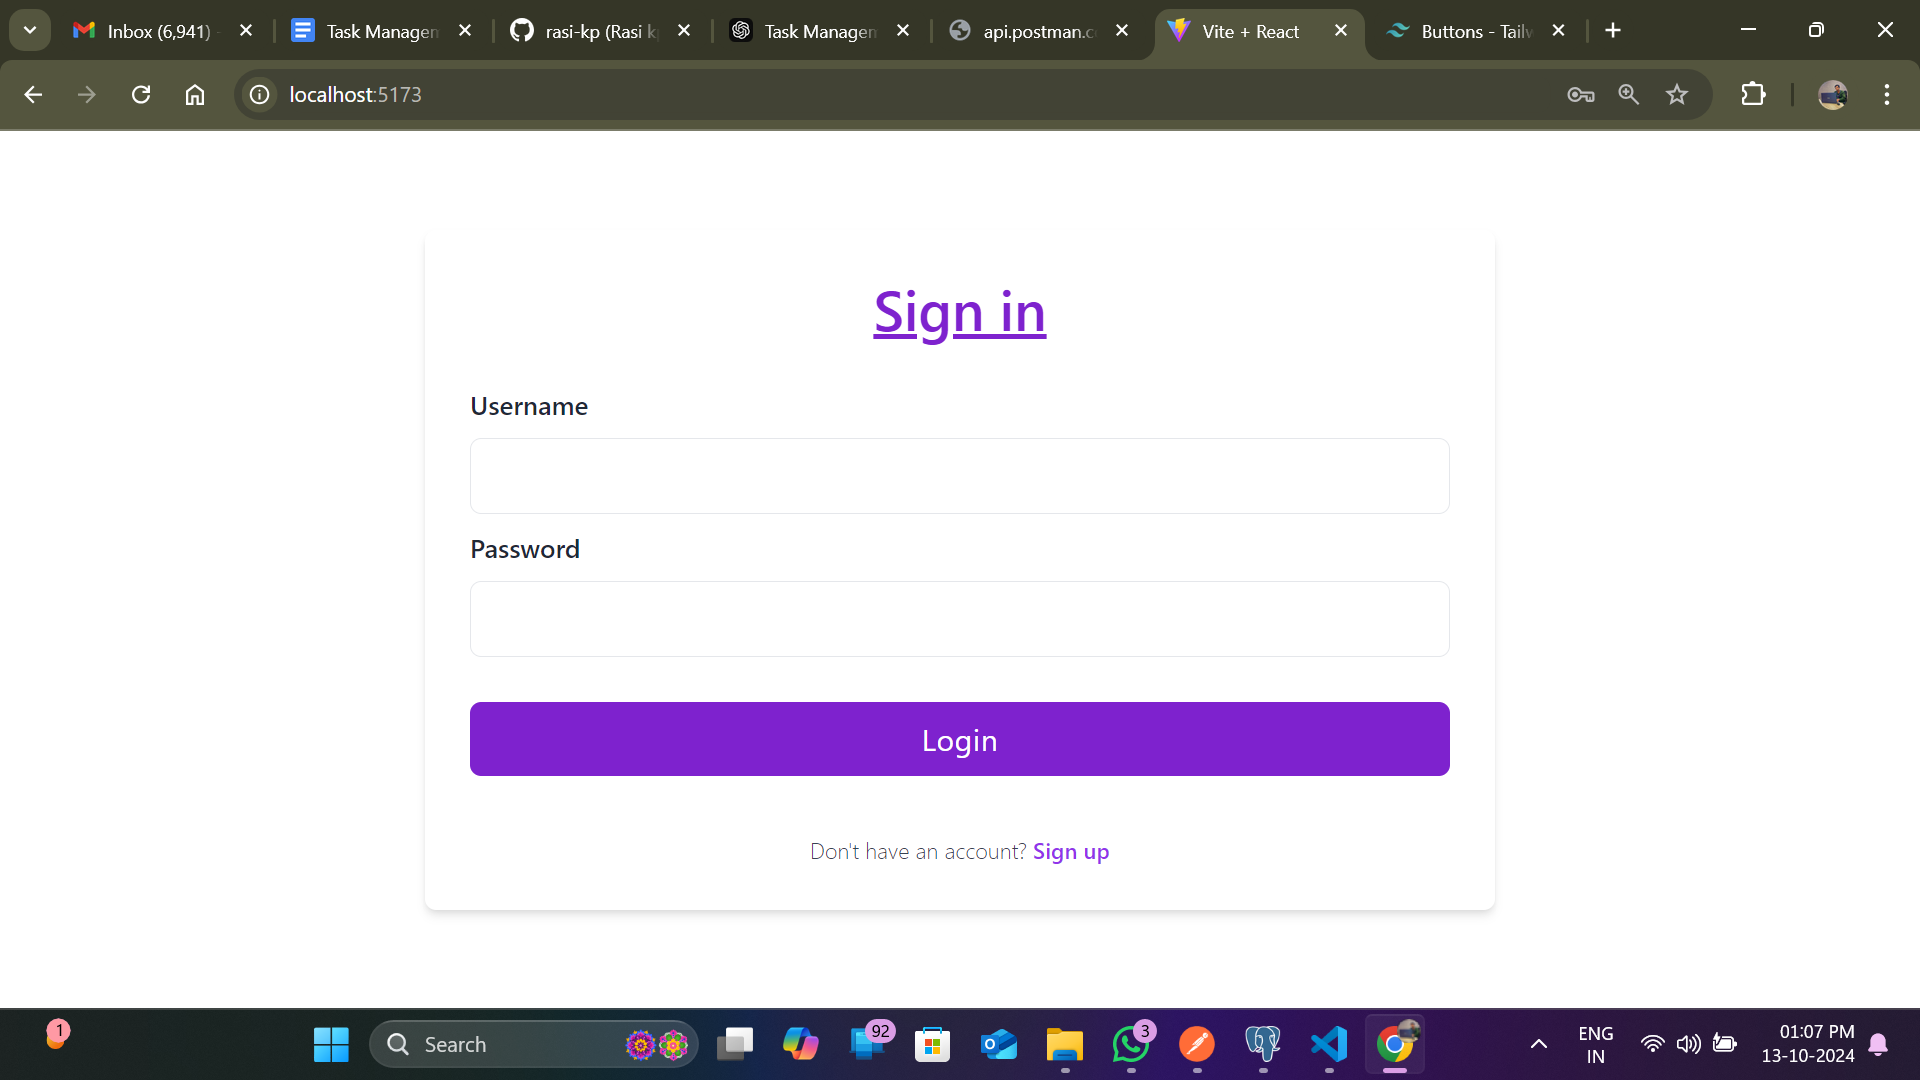 Inbox (6,941) -
Task Managem
rasi-kp (Rasi k
Task Managem
api.postman.c
Vite + React
Buttons - Tailw
localhost:5173
Sign in
Username
Password
Login
Don't have an account? Sign up
1
Search
92
3
ENG
IN
01:07 PM
13-10-2024